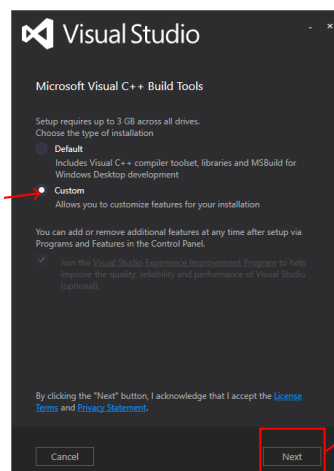 Visual Studio
Microsoft Visual C++ Build Tools
Setup requires up to 3 GB across all drives.
Choose the type of installation
Default
Includes Visual C++ compiler toolset, libraries and MSBuild for
Windows Desktop development
Custom
Allows you to customize features for your installation
You can add or remove additional features at any time after setup via
Programs and Features in the Control Panel.
Join the Visual Studio Experience Improvement Program to help
improve the quality, reliability and performance of Visual Studio
(optional).
By clicking the "Next" button, I acknowledge that I accept the License
Terms and Privacy Statement.
Cancel
Next